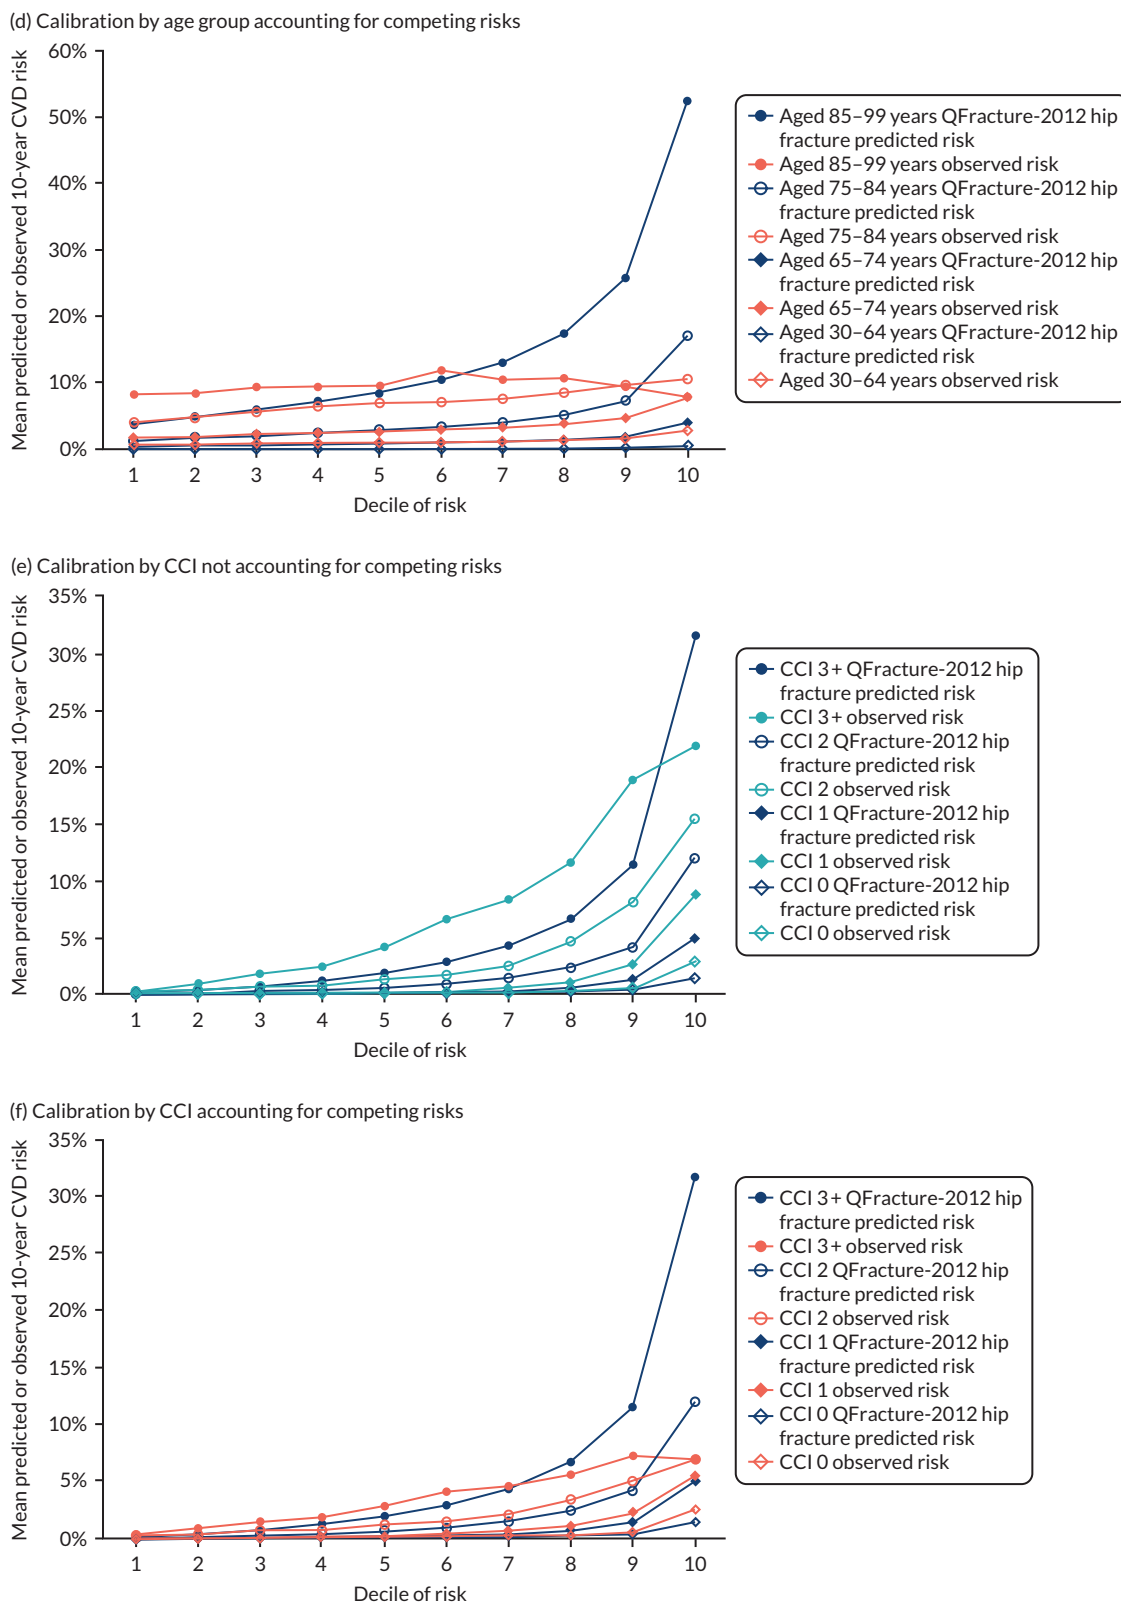 (d) Calibration by age group accounting for competing risks
Mean predicted or observed 10-year CVD risk
60%
50%
40%
30%
20%
10%
0%
1 2 3 4 5 6 7 8 9 10
Decile of risk
Aged 85–99 years QFracture-2012 hip
fracture predicted risk
Aged 85–99 years observed risk
Aged 75–84 years QFracture-2012 hip
fracture predicted risk
Aged 75–84 years observed risk
Aged 65–74 years QFracture-2012 hip
fracture predicted risk
Aged 65–74 years observed risk
Aged 30–64 years QFracture-2012 hip
fracture predicted risk
Aged 30–64 years observed risk
(e) Calibration by CCI not accounting for competing risks
Mean predicted or observed 10-year CVD risk
35%
30%
25%
20%
15%
10%
5%
0%
1 2 3 4 5 6 7 8 9 10
Decile of risk
CCI 3+ QFracture-2012 hip
fracture predicted risk
CCI 3+ observed risk
CCI 2 QFracture-2012 hip
fracture predicted risk
CCI 2 observed risk
CCI 1 QFracture-2012 hip
fracture predicted risk
CCI 1 observed risk
CCI 0 QFracture-2012 hip
fracture predicted risk
CCI 0 observed risk
(f) Calibration by CCI accounting for competing risks
Mean predicted or observed 10-year CVD risk
35%
30%
25%
20%
15%
10%
5%
0%
1 2 3 4 5 6 7 8 9 10
Decile of risk
CCI 3+ QFracture-2012 hip
fracture predicted risk
CCI 3+ observed risk
CCI 2 QFracture-2012 hip
fracture predicted risk
CCI 2 observed risk
CCI 1 QFracture-2012 hip
fracture predicted risk
CCI 1 observed risk
CCI 0 QFracture-2012 hip
fracture predicted risk
CCI 0 observed risk